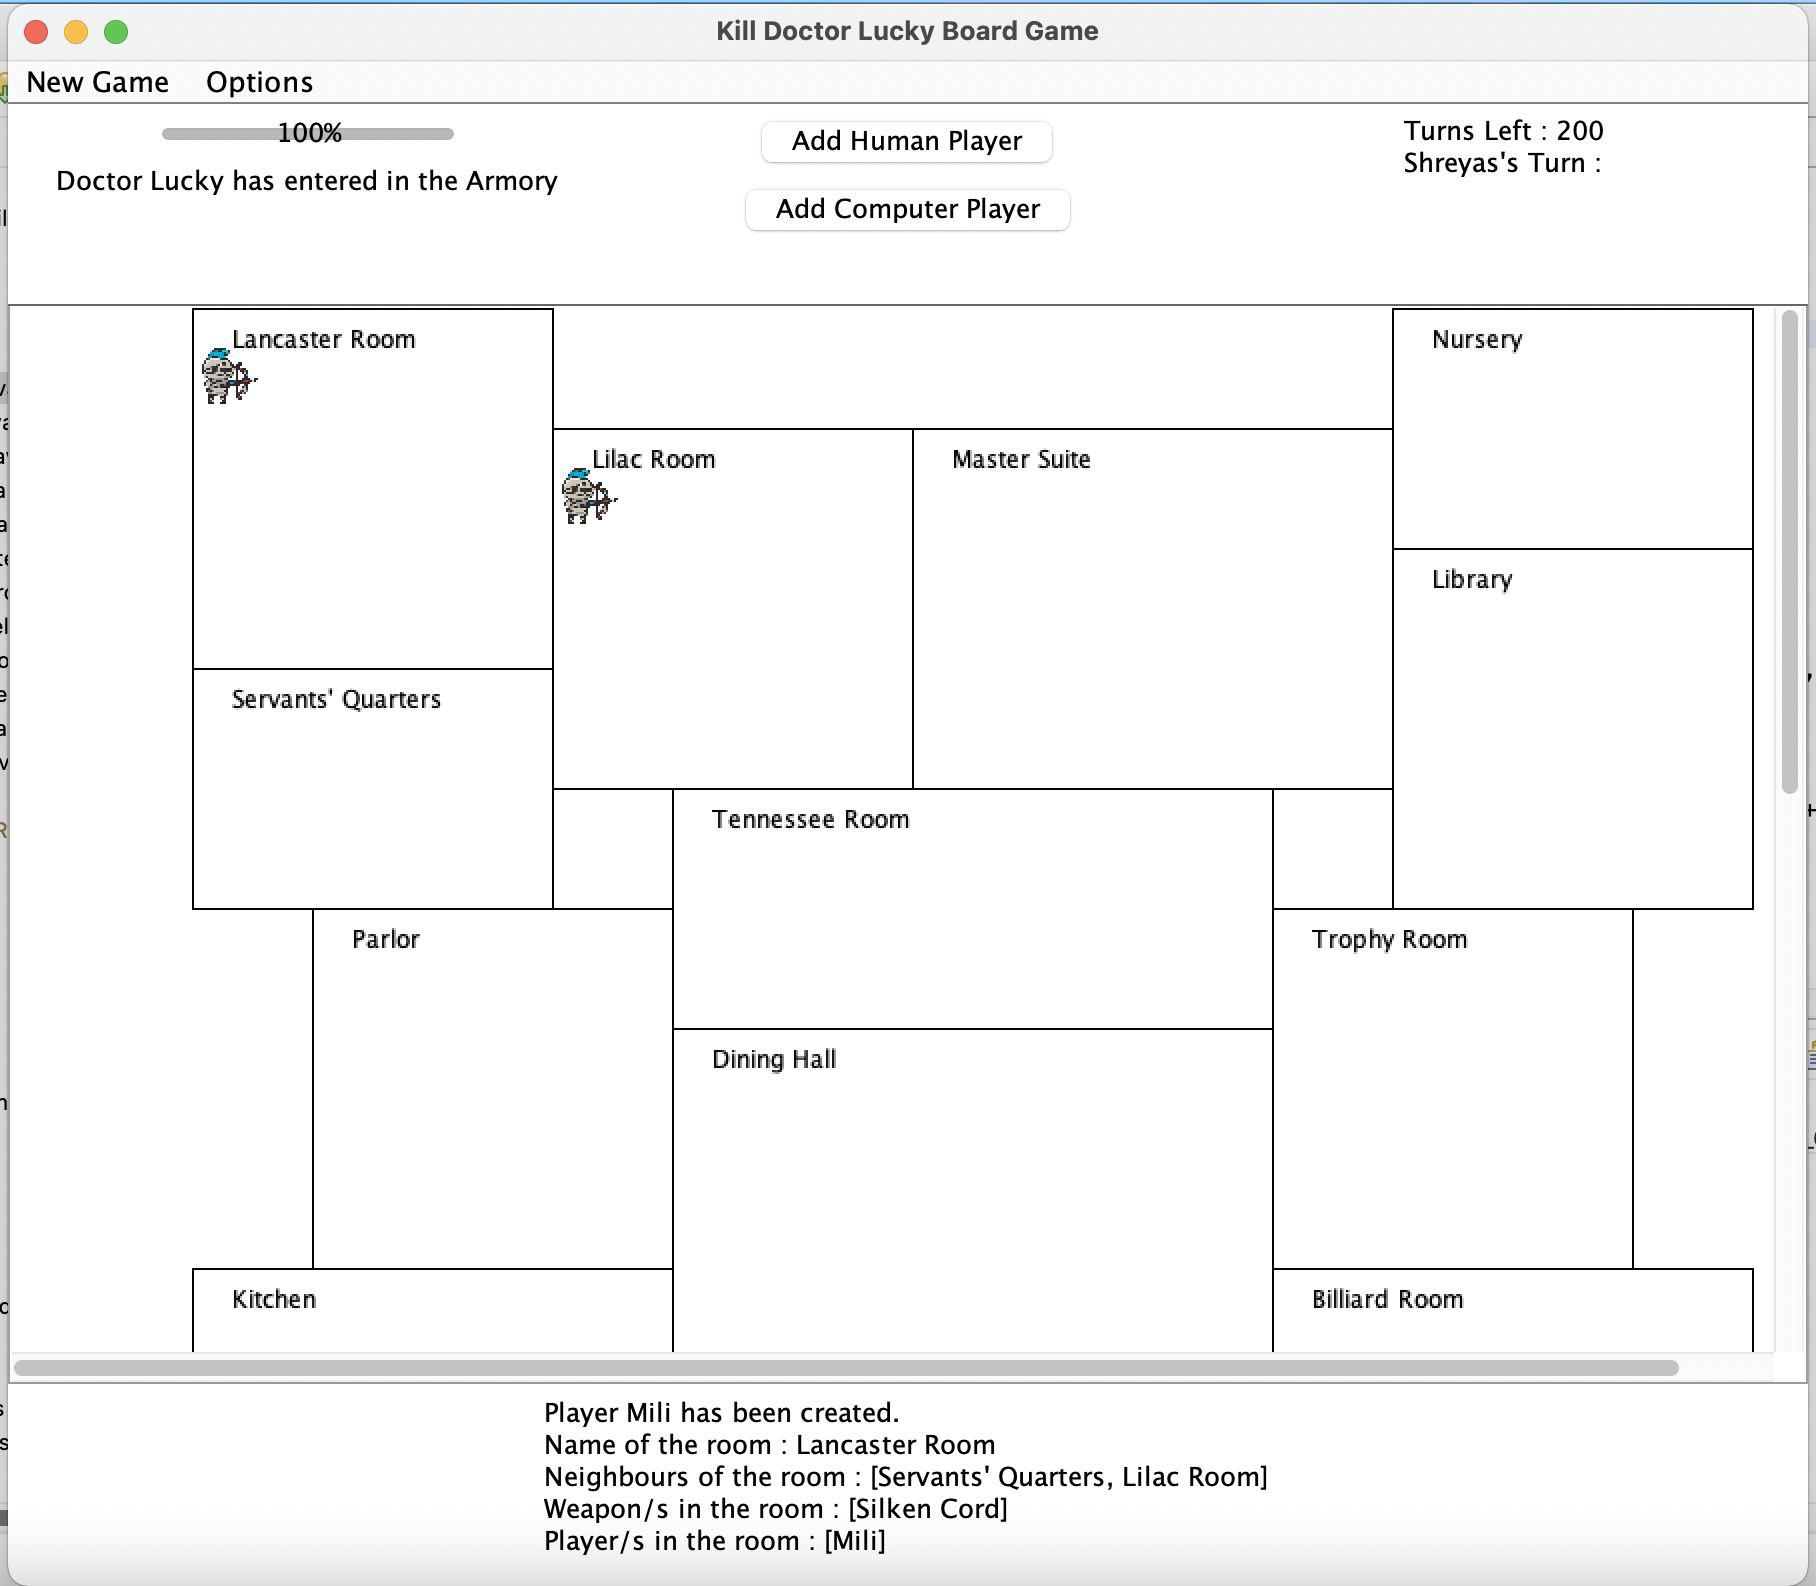 Kill Doctor Lucky Board Game
New Game Options
100%
Doctor Lucky has entered in the Armory
Add Human Player
Add Computer Player
Turns Left : 200
Shreyas's Turn :
Lancaster Room
Nursery
Lilac Room
Master Suite
Library
Servants' Quarters
Tennessee Room
Parlor
Trophy Room
Dining Hall
Kitchen
Billiard Room
Player Mili has been created.
Name of the room : Lancaster Room
Neighbours of the room : [Servants' Quarters, Lilac Room]
Weapon/s in the room : [Silken Cord]
Player/s in the room : [Mili]